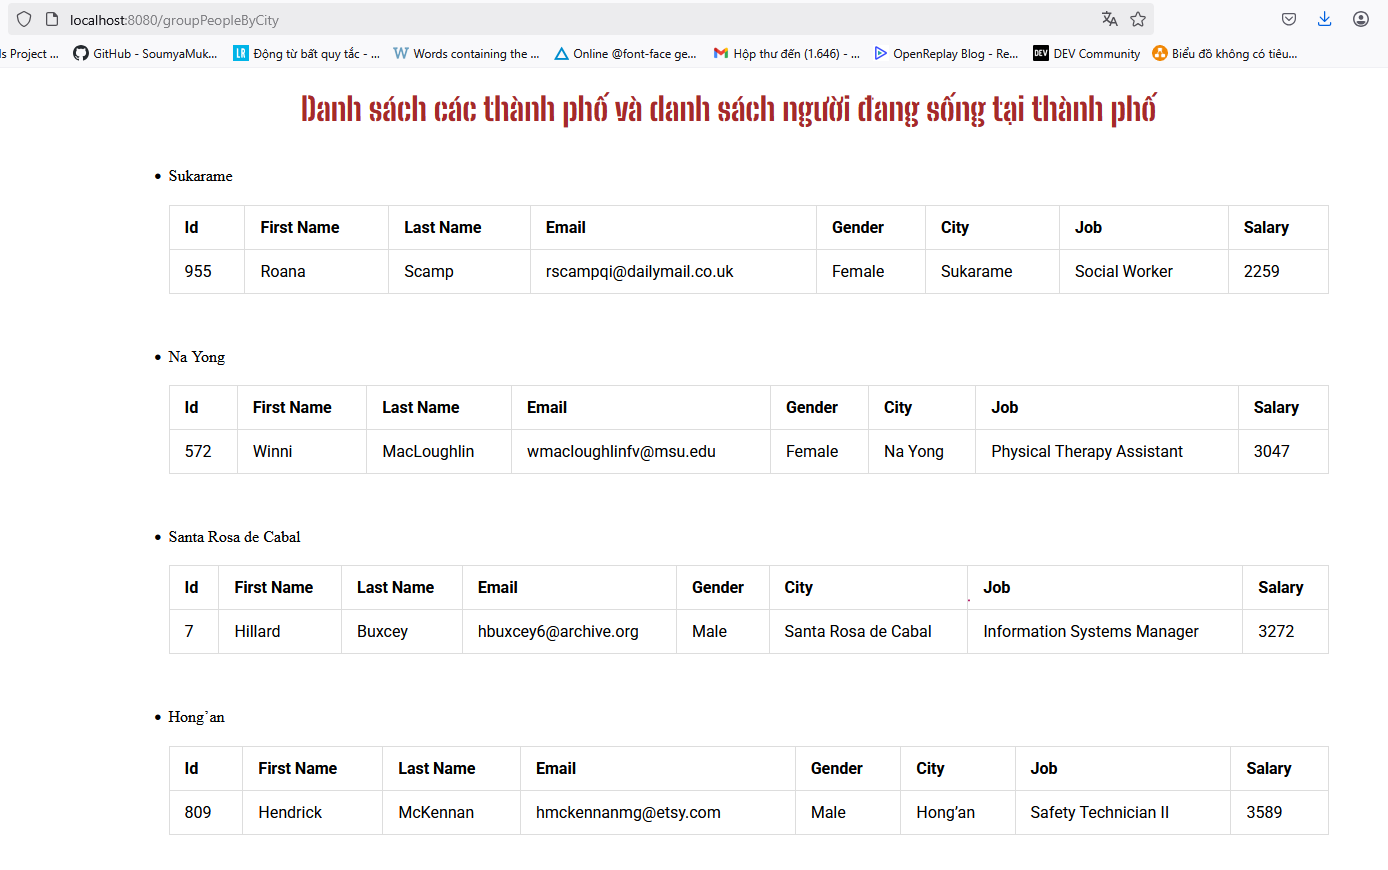 localhost:8080/groupPeopleByCity
ls Project ... GitHub - SoumyaMuk... LR Động từ bất quy tắc - ... W Words containing the ... Online @font-face ge... Hộp thư đến (1.646) - ... OpenReplay Blog - Re... DEV DEV Community Biểu đồ không có tiêu...
Danh sách các thành phố và danh sách người đang sống tại thành phố
• Sukarame
Id First Name Last Name Email Gender City Job Salary
955 Roana Scamp rscampqi@dailymail.co.uk Female Sukarame Social Worker 2259
• Na Yong
Id First Name Last Name Email Gender City Job Salary
572 Winni MacLoughlin wmacloughlinfv@msu.edu Female Na Yong Physical Therapy Assistant 3047
• Santa Rosa de Cabal
Id First Name Last Name Email Gender City Job Salary
7 Hillard Buxcey hbuxcey6@archive.org Male Santa Rosa de Cabal Information Systems Manager 3272
• Hong’an
Id First Name Last Name Email Gender City Job Salary
809 Hendrick McKennan hmckennanmg@etsy.com Male Hong’an Safety Technician II 3589